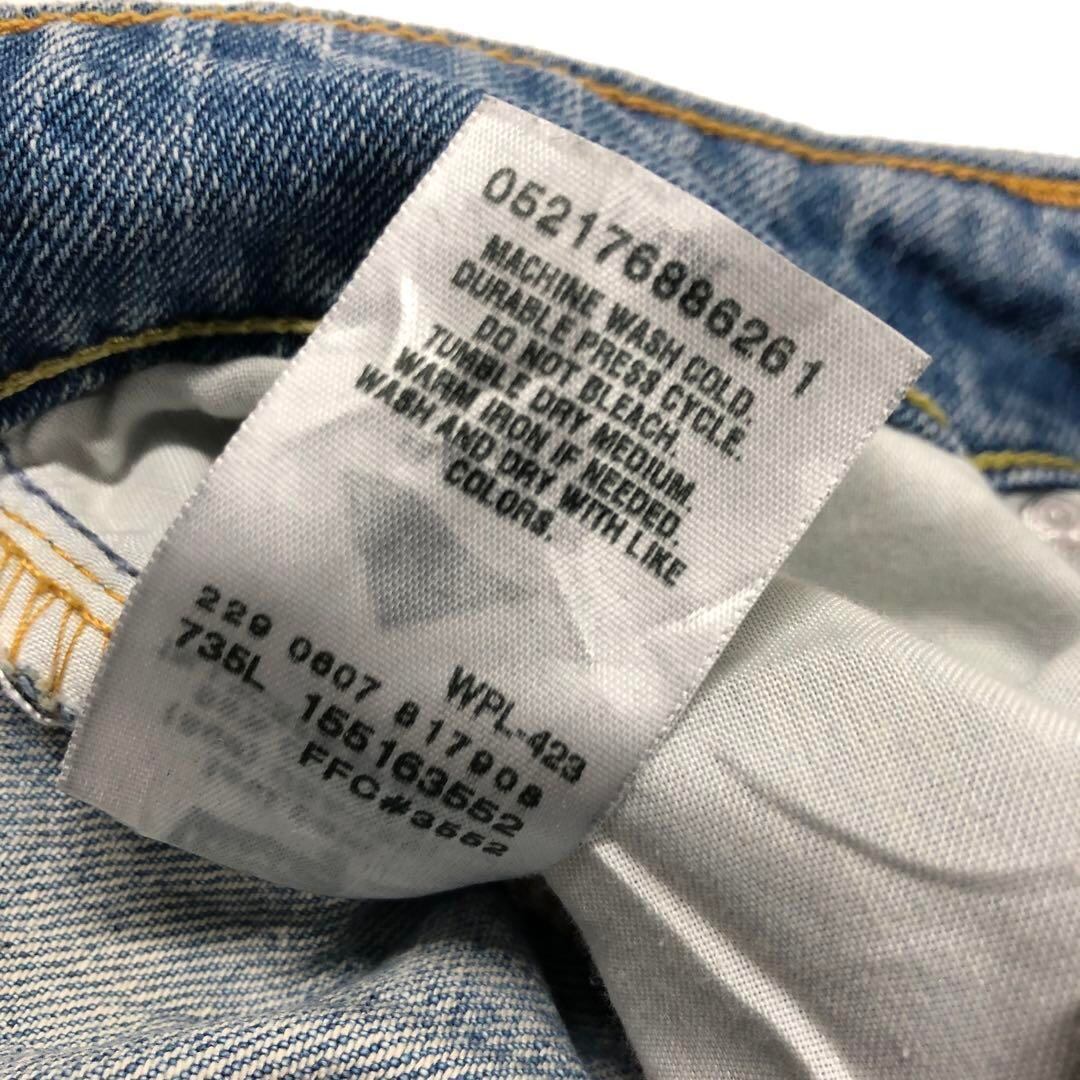 052176886261
MACHINE WASH COLD.
DURABLE PRESS CYCLE.
DO NOT BLEACH.
TUMBLE DRY MEDIUM.
WARM IRON IF NEEDED.
WASH AND DRY WITH LIKE
COLORS.
WPL-423
229 0607 817908
735L 155163552
FFC#3552